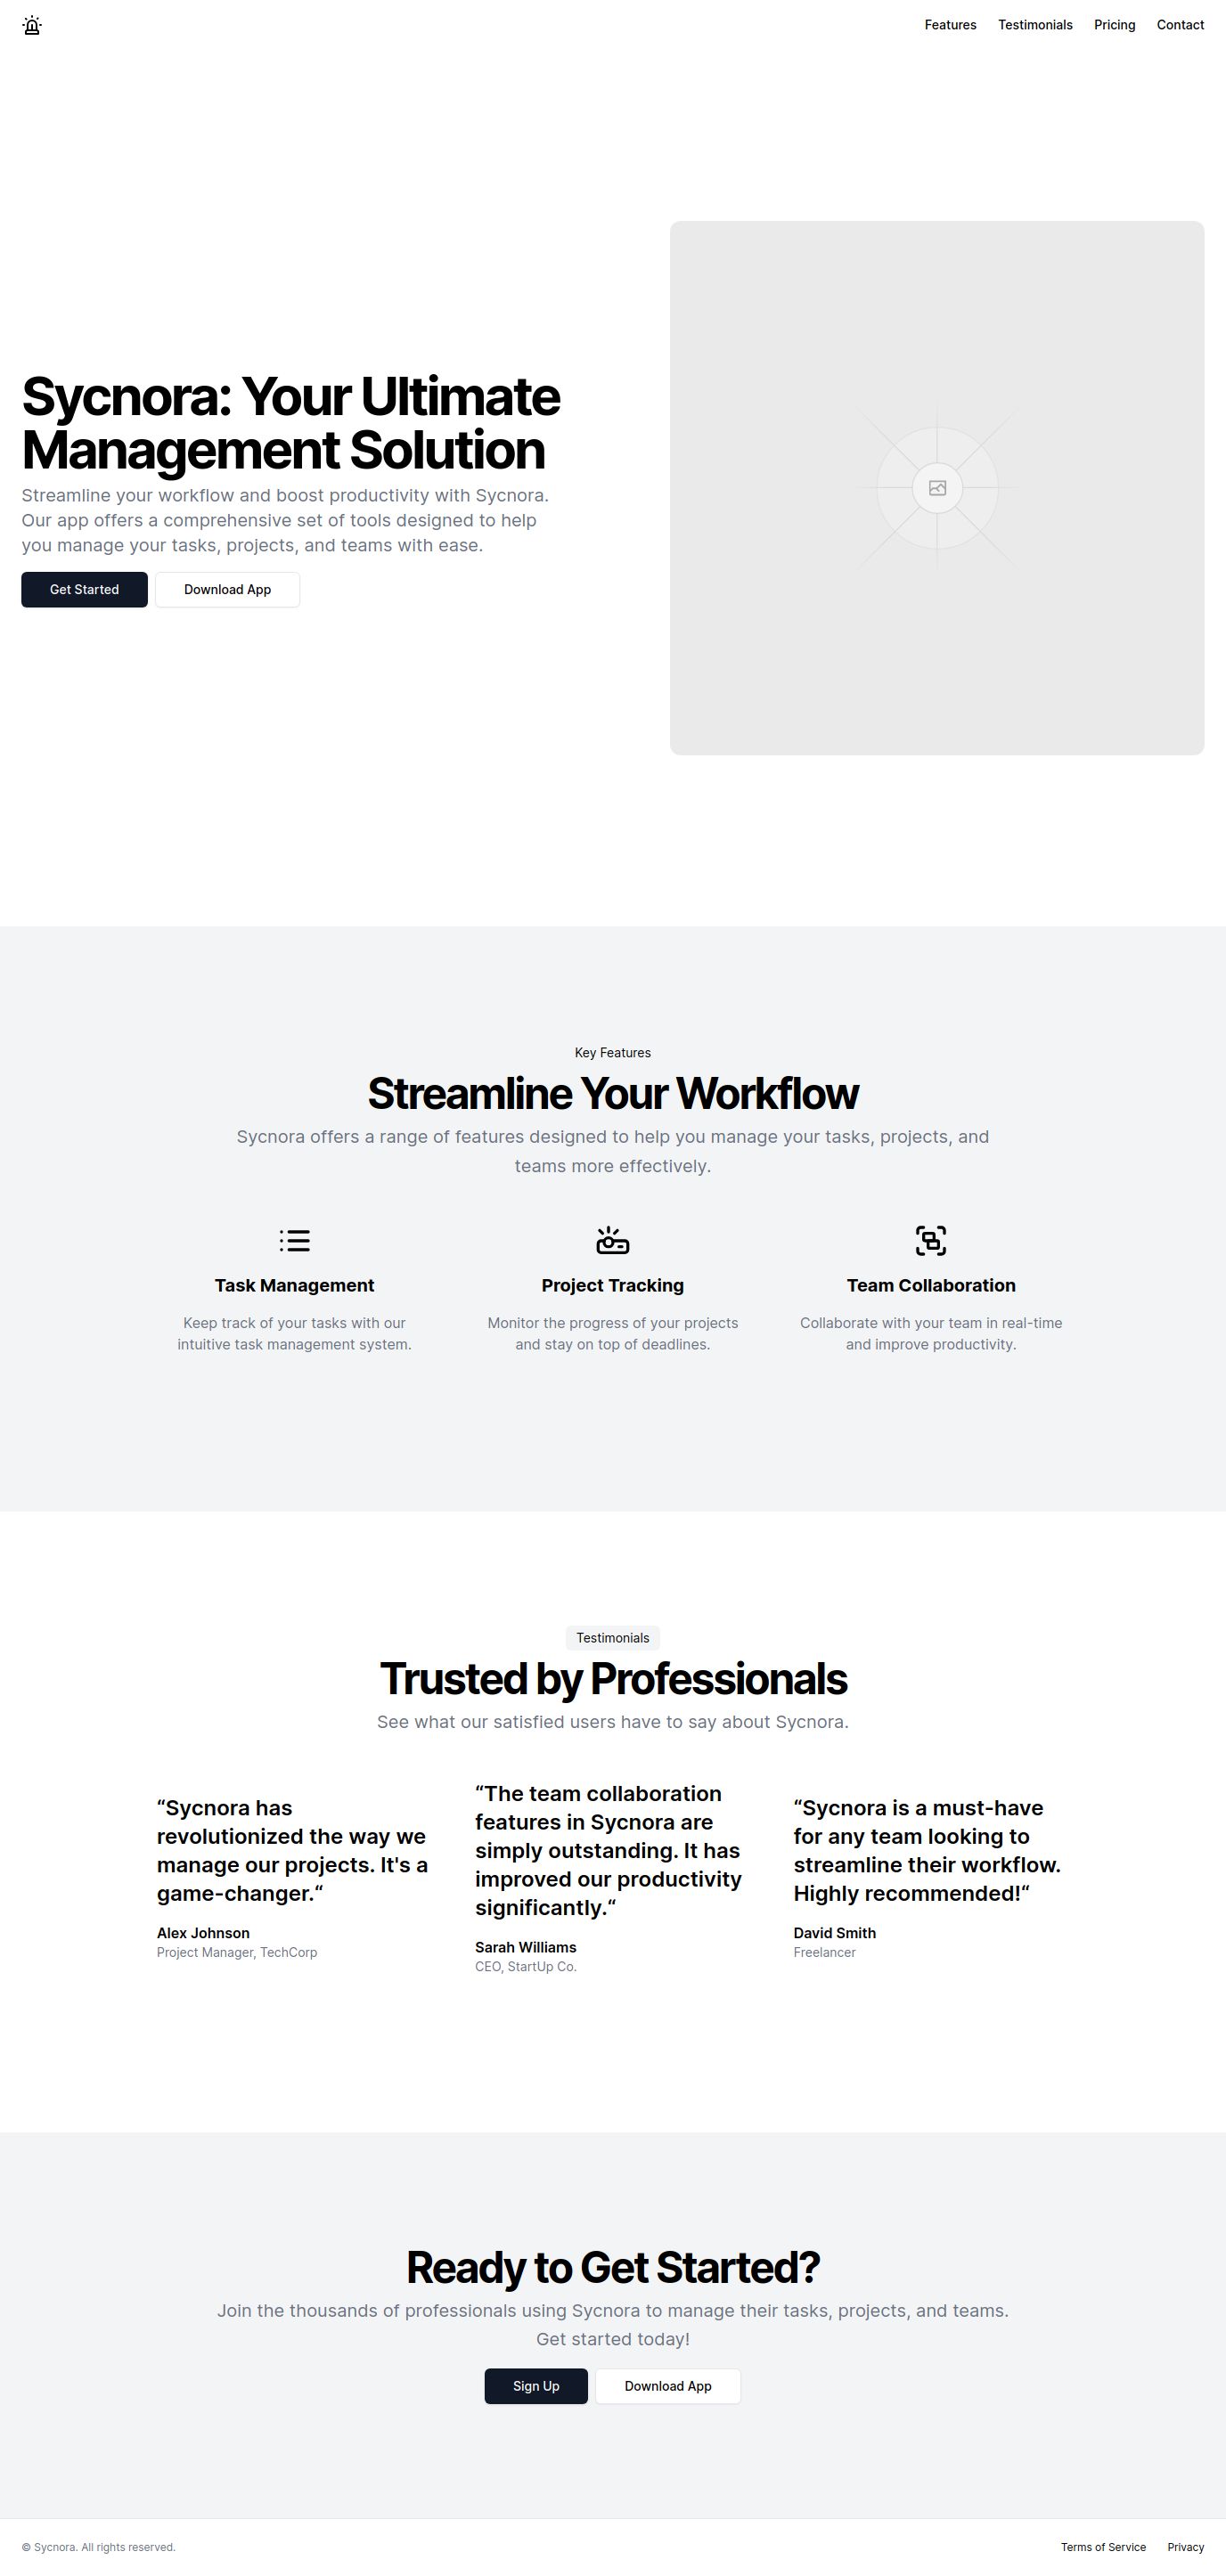 Features Testimonials Pricing Contact
Sycnora: Your Ultimate
Management Solution
Streamline your workflow and boost productivity with Sycnora.
Our app offers a comprehensive set of tools designed to help
you manage your tasks, projects, and teams with ease.
Get Started Download App
Key Features
Streamline Your Workflow
Sycnora offers a range of features designed to help you manage your tasks, projects, and
teams more effectively.
Task Management
Keep track of your tasks with our
intuitive task management system.
Project Tracking
Monitor the progress of your projects
and stay on top of deadlines.
Team Collaboration
Collaborate with your team in real-time
and improve productivity.
Testimonials
Trusted by Professionals
See what our satisfied users have to say about Sycnora.
“Sycnora has
revolutionized the way we
manage our projects. It's a
game-changer.“
Alex Johnson
Project Manager, TechCorp
“The team collaboration
features in Sycnora are
simply outstanding. It has
improved our productivity
significantly.“
Sarah Williams
CEO, StartUp Co.
“Sycnora is a must-have
for any team looking to
streamline their workflow.
Highly recommended!“
David Smith
Freelancer
Ready to Get Started?
Join the thousands of professionals using Sycnora to manage their tasks, projects, and teams.
Get started today!
Sign Up Download App
© Sycnora. All rights reserved. Terms of Service Privacy